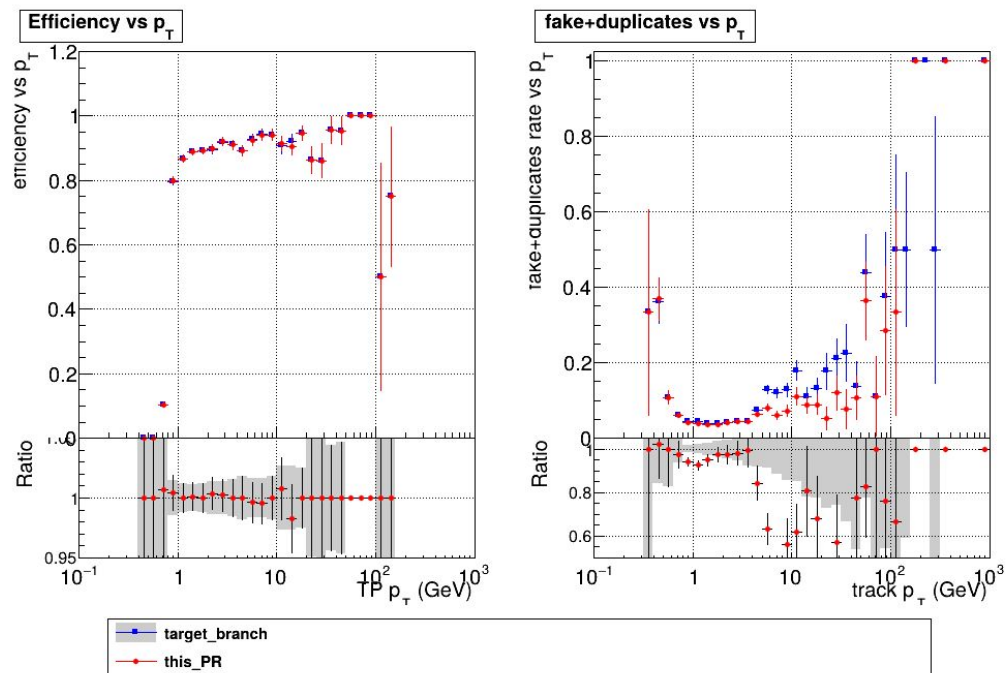 Efficiency vs p_T
fake+duplicates vs p_T
efficiency vs p_T
1.2
1
0.8
0.6
0.4
0.2
0
Ratio
1
0.95
10^−1
1
10
10^2
10^3
TP p_T (GeV)
fake+duplicates rate vs p_T
1
0.8
0.6
0.4
0.2
0
Ratio
1
0.8
0.6
10^−1
1
10
10^2
10^3
track p_T (GeV)
target_branch
this_PR